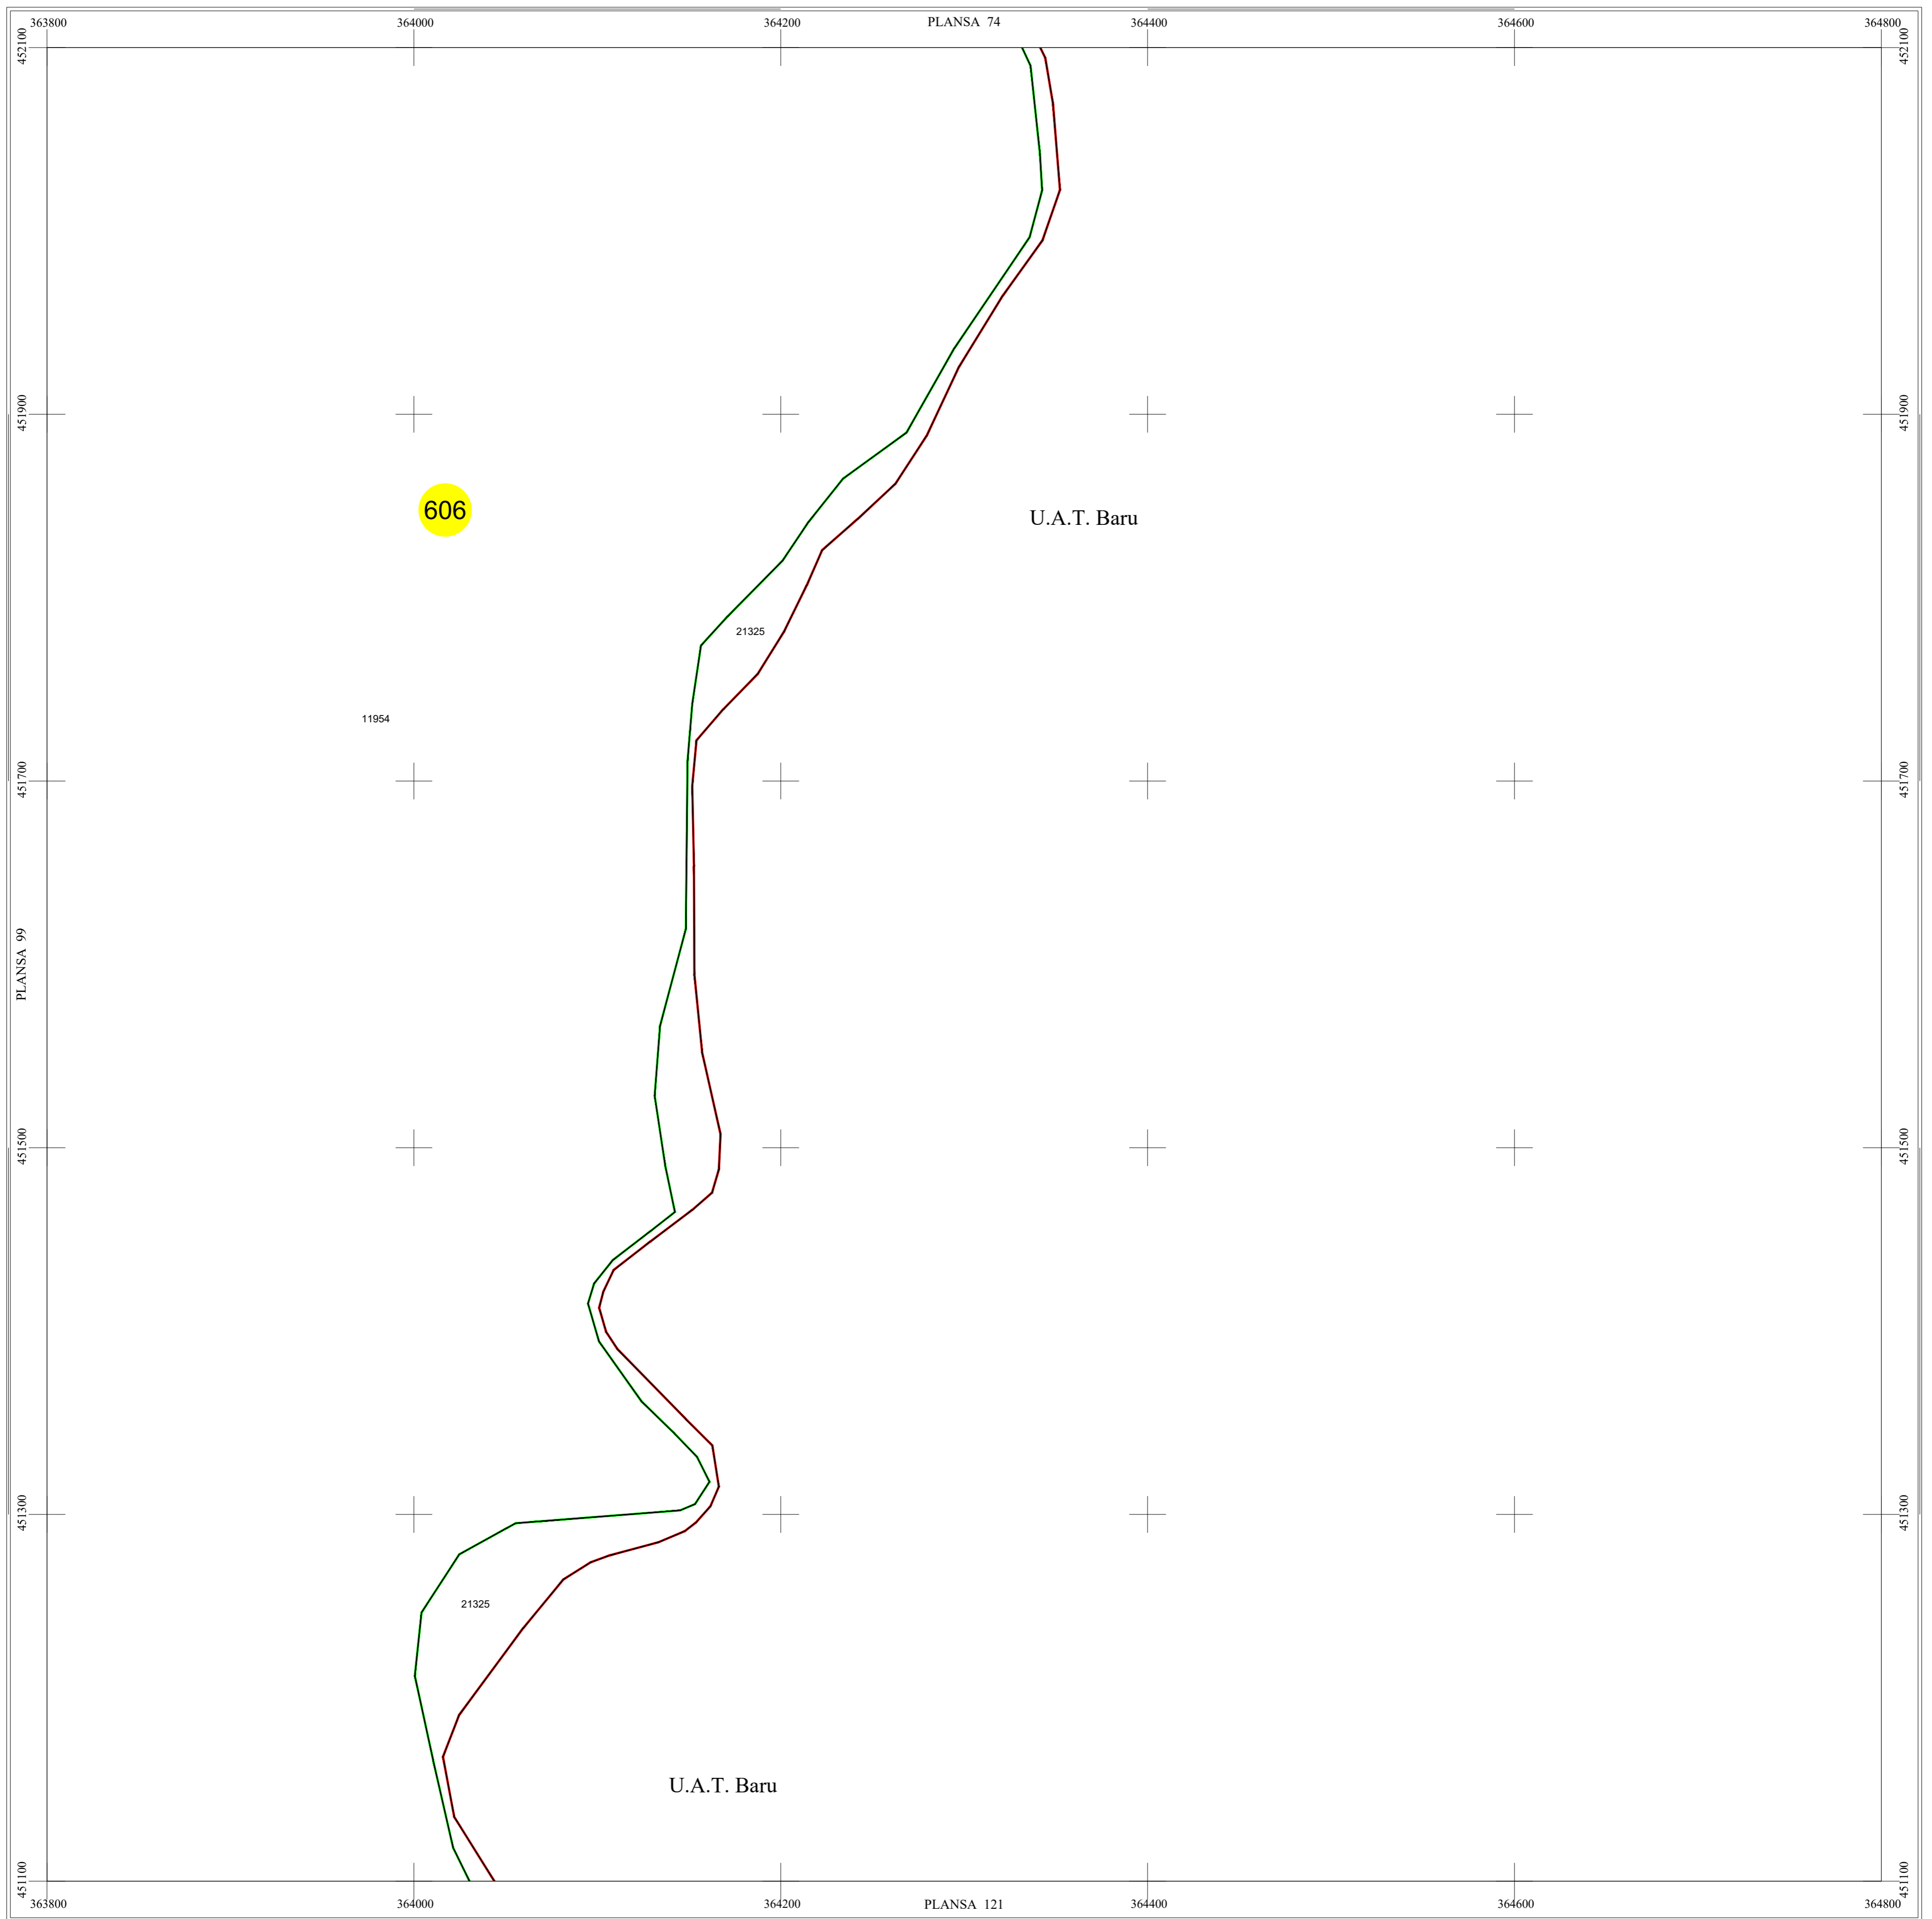 363800 364000 364200 PLANSA 74 364400 364600 364800
452100 452100
451900 451900
606
U.A.T. Baru
21325
11954
451700 451700
PLANSA 99
451500 451500
451300 451300
21325
U.A.T. Baru
451100 451100
363800 364000 364200 PLANSA 121 364400 364600 364800